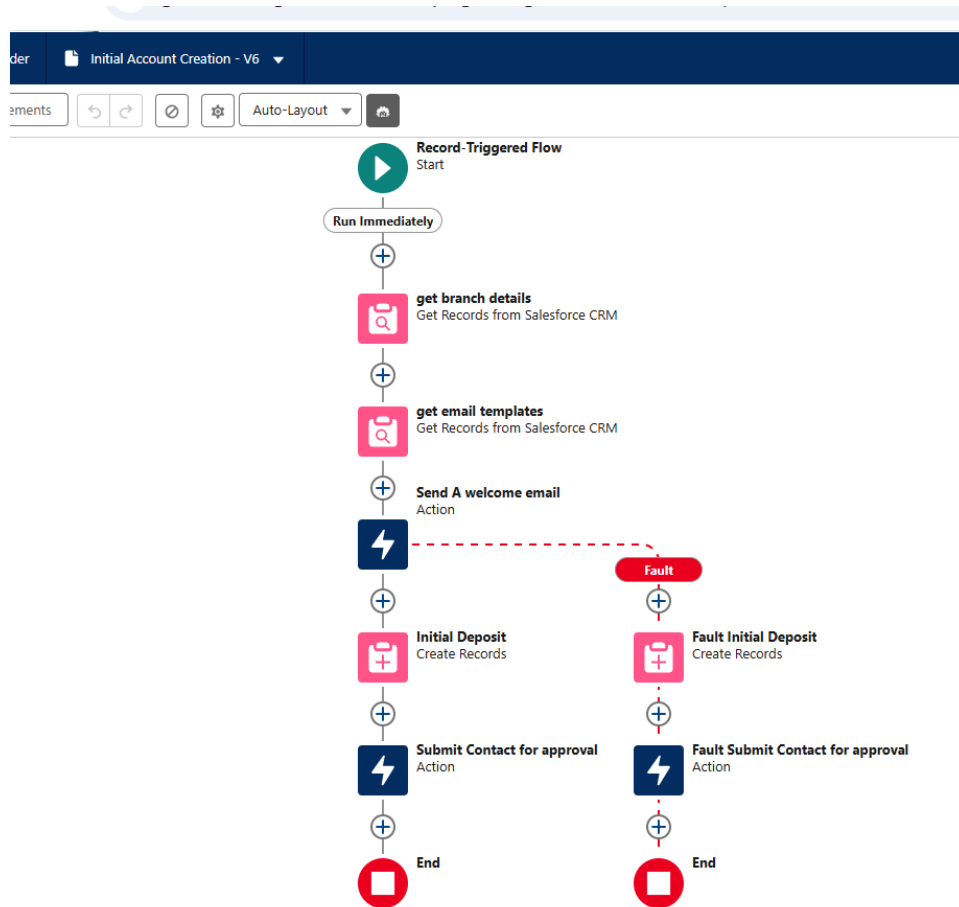 der
Initial Account Creation - V6
ements
Auto-Layout
Record-Triggered Flow
Start
Run Immediately
get branch details
Get Records from Salesforce CRM
get email templates
Get Records from Salesforce CRM
Send A welcome email
Action
Fault
Initial Deposit
Create Records
Fault Initial Deposit
Create Records
Submit Contact for approval
Action
Fault Submit Contact for approval
Action
End
End